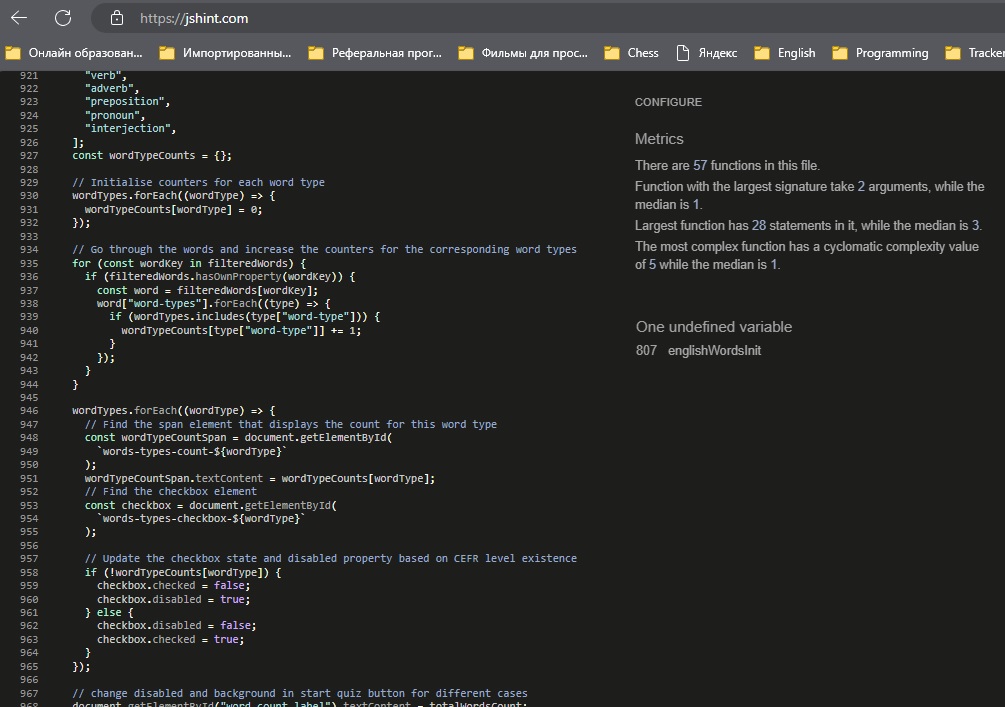 https://jshint.com
Онлайн образован... Импортированны... Реферальная прог... Фильмы для прос... Chess Яндекс English Programming Tracker
921 "verb",
922 "adverb",
923 "preposition",
924 "pronoun",
925 "interjection",
926 ];
927 const wordTypeCounts = {};
928
929 // Initialise counters for each word type
930 wordTypes.forEach((wordType) => {
931 wordTypeCounts[wordType] = 0;
932 });
933
934 // Go through the words and increase the counters for the corresponding word types
935 for (const wordKey in filteredWords) {
936 if (filteredWords.hasOwnProperty(wordKey)) {
937 const word = filteredWords[wordKey];
938 word["word-types"].forEach((type) => {
939 if (wordTypes.includes(type["word-type"])) {
940 wordTypeCounts[type["word-type"]] += 1;
941 }
942 });
943 }
944 }
945
946 wordTypes.forEach((wordType) => {
947 // Find the span element that displays the count for this word type
948 const wordTypeCountSpan = document.getElementById(
949 `words-types-count-${wordType}`
950 );
951 wordTypeCountSpan.textContent = wordTypeCounts[wordType];
952 // Find the checkbox element
953 const checkbox = document.getElementById(
954 `words-types-checkbox-${wordType}`
955 );
956
957 // Update the checkbox state and disabled property based on CEFR level existence
958 if (!wordTypeCounts[wordType]) {
959 checkbox.checked = false;
960 checkbox.disabled = true;
961 } else {
962 checkbox.disabled = false;
963 checkbox.checked = true;
964 }
965 });
966
967 // change disabled and background in start quiz button for different cases
968 document.getElementById("word_count_label").textContent = totalWordsCount;
CONFIGURE
Metrics
There are 57 functions in this file.
Function with the largest signature take 2 arguments, while the
median is 1.
Largest function has 28 statements in it, while the median is 3.
The most complex function has a cyclomatic complexity value
of 5 while the median is 1.
One undefined variable
807 englishWordsInit